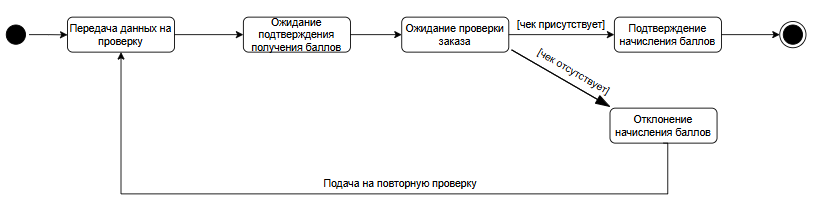 Передача данных на
проверку
Ожидание
подтверждения
получения баллов
Ожидание проверки
заказа
[чек присутствует]
Подтверждение
начисления баллов
[чек отсутствует]
Отклонение
начисления баллов
Подача на повторную проверку